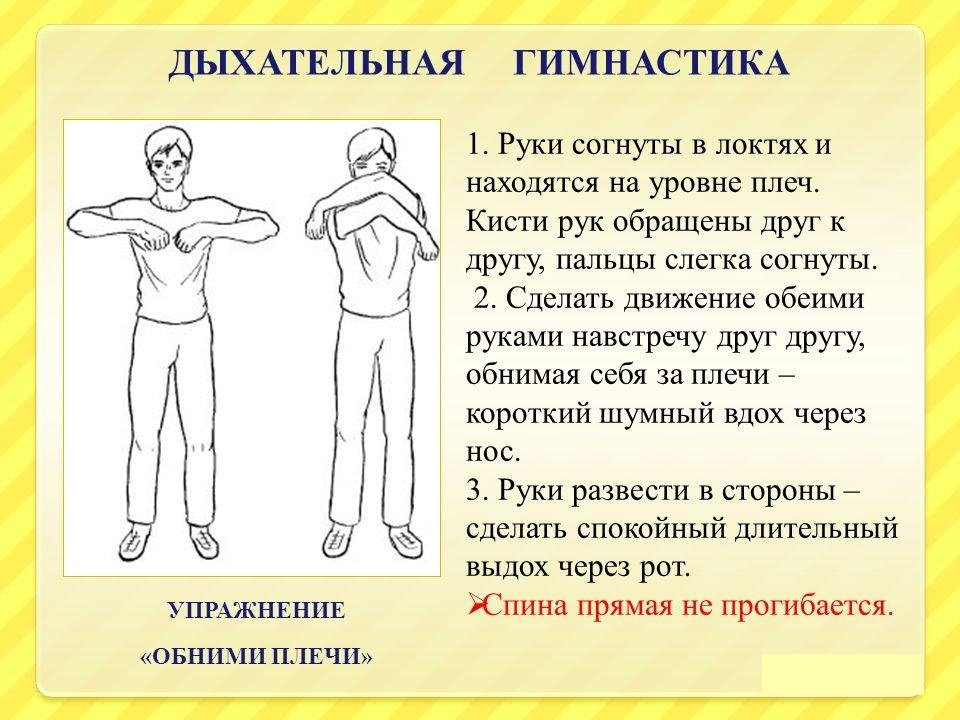 ДЫХАТЕЛЬНАЯ ГИМНАСТИКА
1. Руки согнуты в локтях и
находятся на уровне плеч.
Кисти рук обращены друг к
другу, пальцы слегка согнуты.
2. Сделать движение обеими
руками навстречу друг другу,
обнимая себя за плечи –
короткий шумный вдох через
нос.
3. Руки развести в стороны –
сделать спокойный длительный
выдох через рот.
➢Спина прямая не прогибается.
УПРАЖНЕНИЕ
«ОБНИМИ ПЛЕЧИ»